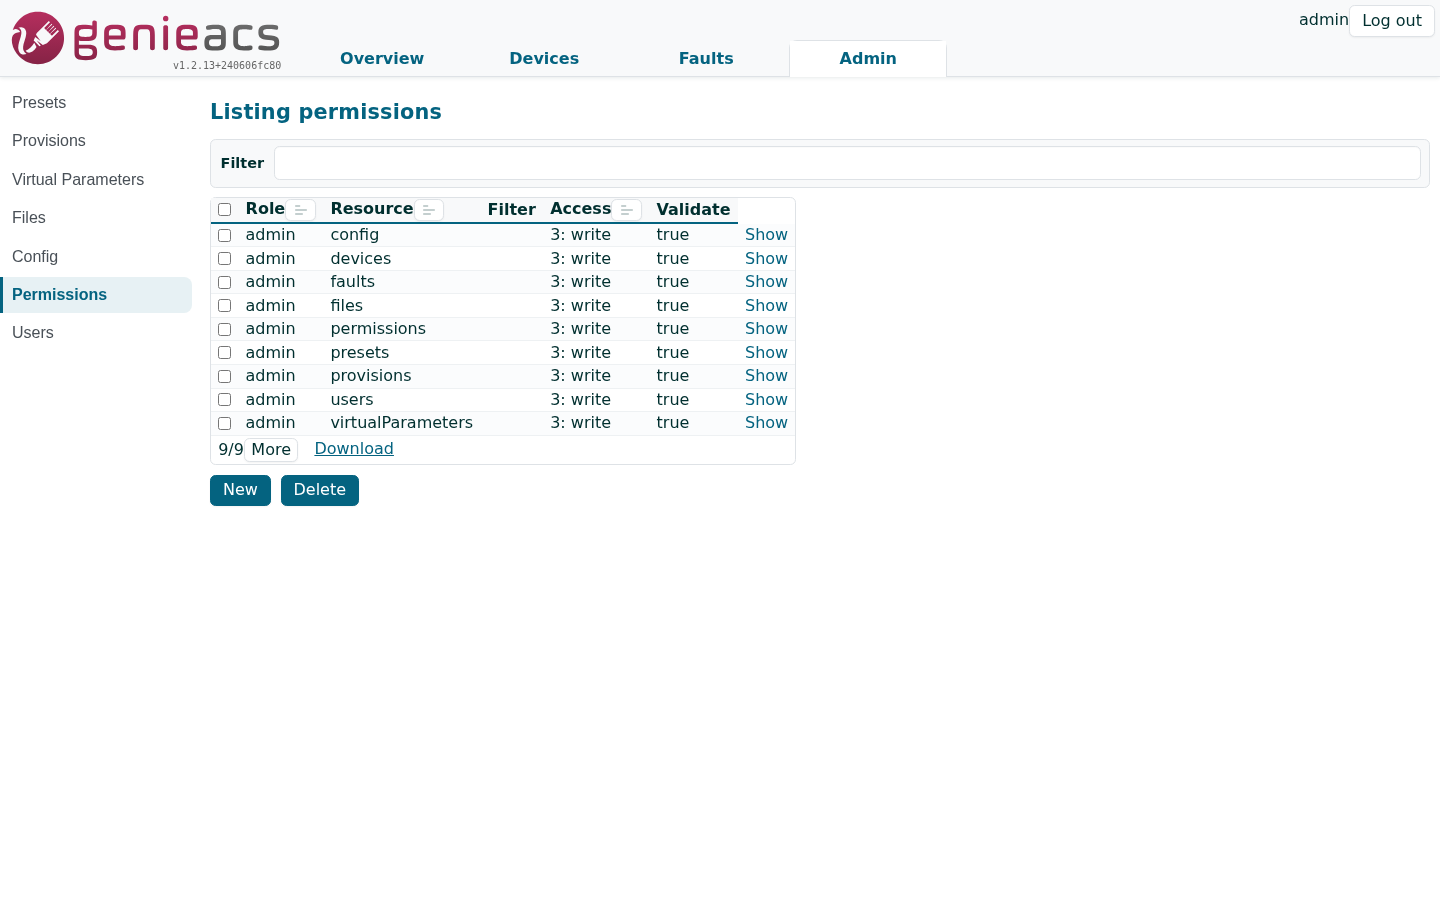 genieacs
v1.2.13+240606fc80
Overview Devices Faults Admin
admin Log out
Presets
Provisions
Virtual Parameters
Files
Config
Permissions
Users
Listing permissions
Filter
Role Resource Filter Access Validate
admin config 3: write true Show
admin devices 3: write true Show
admin faults 3: write true Show
admin files 3: write true Show
admin permissions 3: write true Show
admin presets 3: write true Show
admin provisions 3: write true Show
admin users 3: write true Show
admin virtualParameters 3: write true Show
9/9 More Download
New Delete